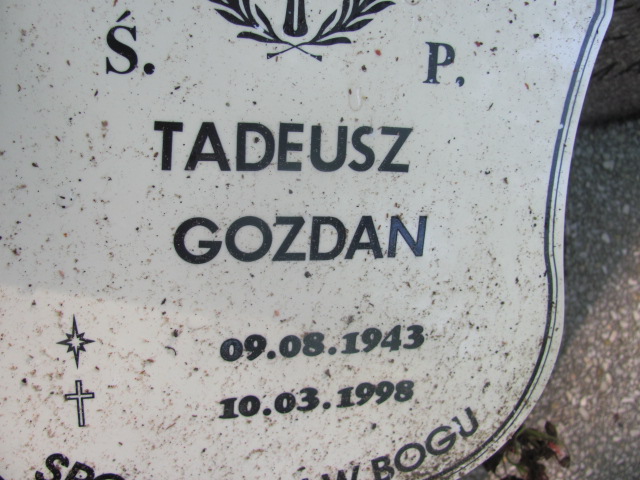 Ś. P.
TADEUSZ
GOZDAN
09.08.1943
10.03.1998
W BOGU